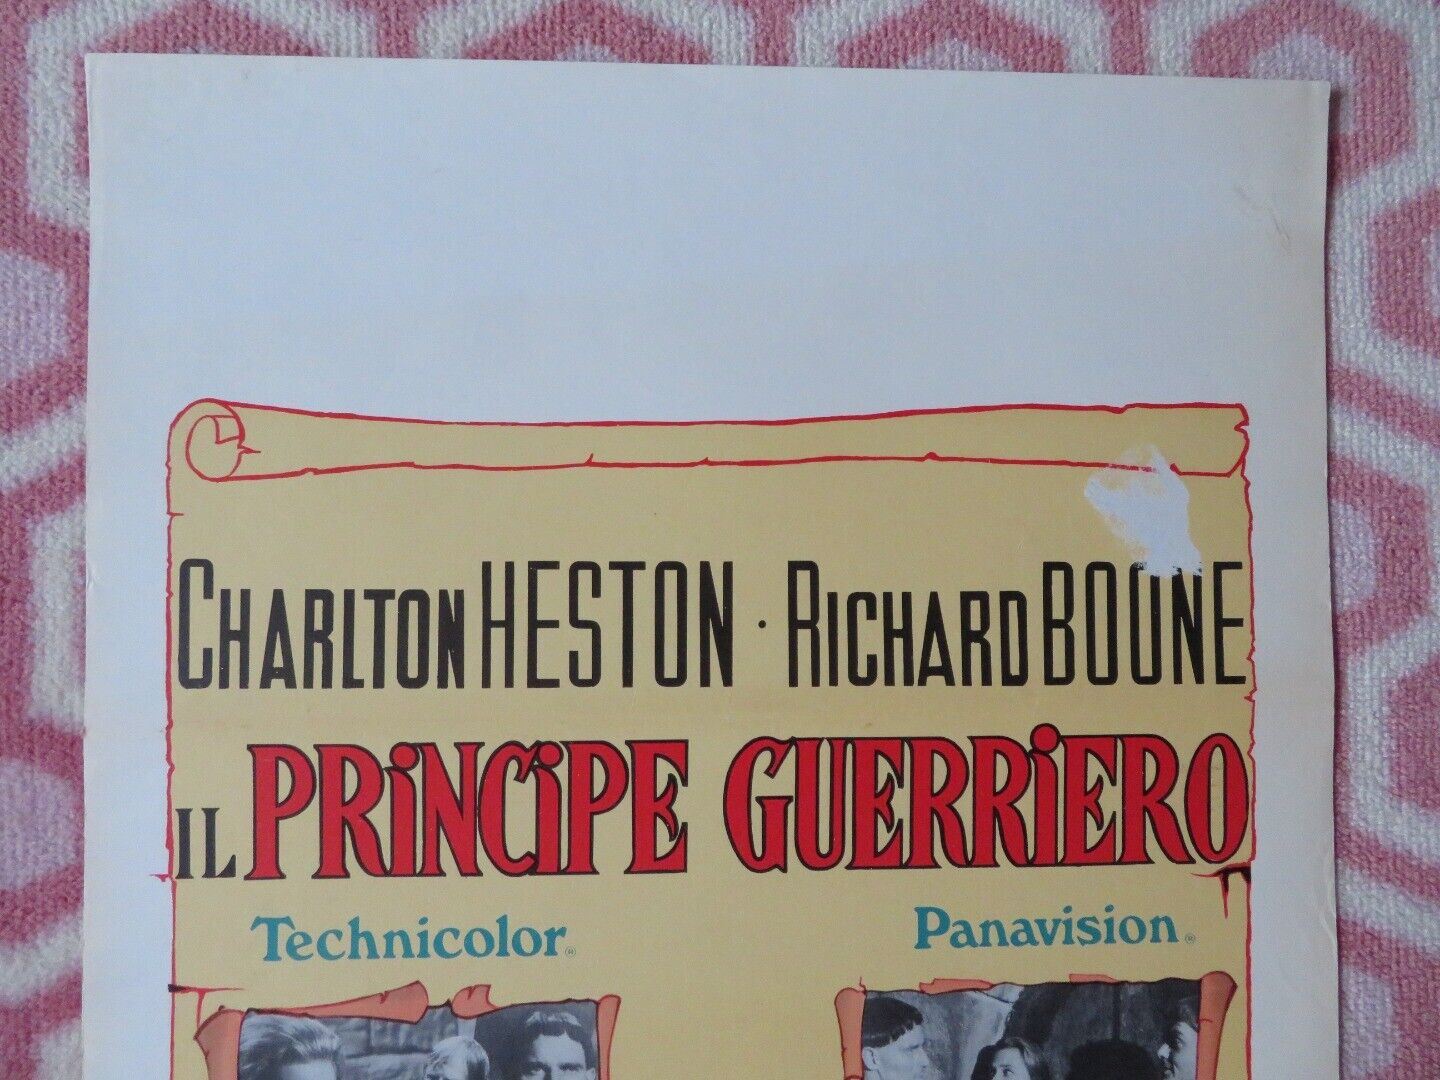 CHARLTON HESTON · RICHARD BOONE
IL PRINCIPE GUERRIERO
Technicolor® Panavision®